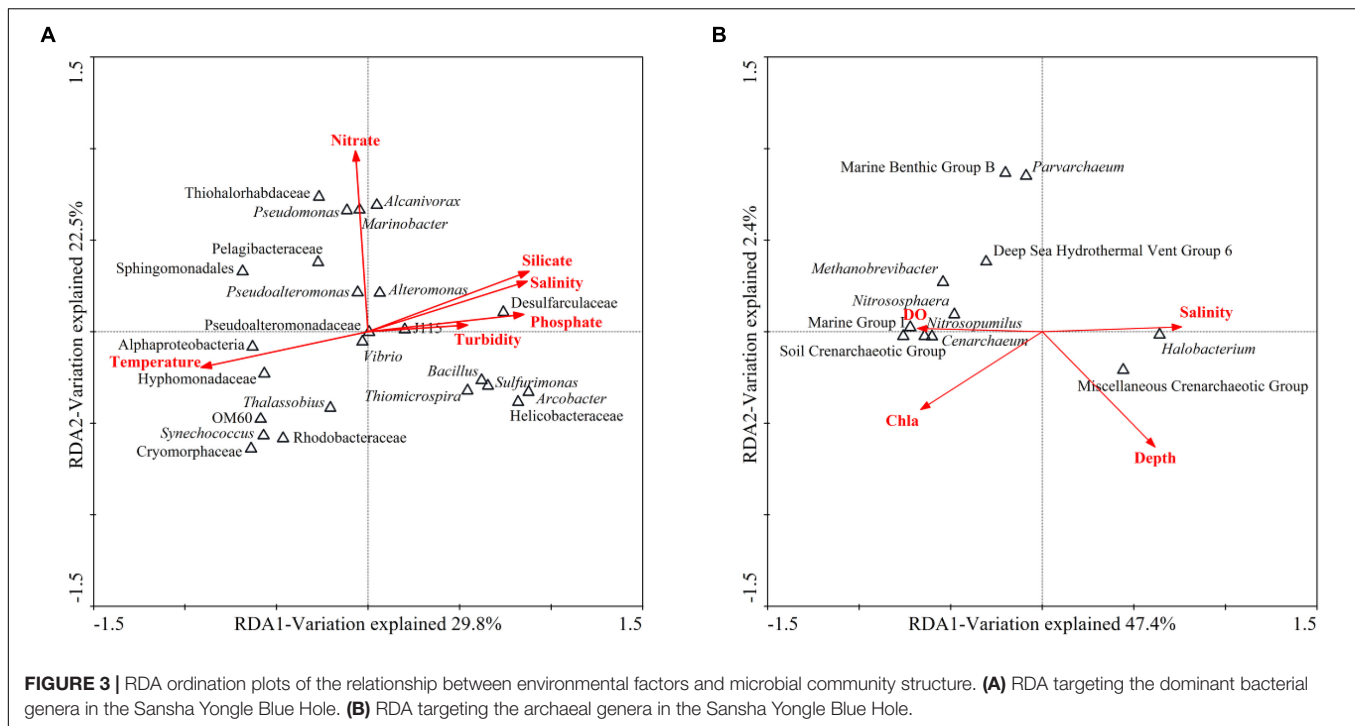 A
B
1.5
RDA2-Variation explained 22.5%
-1.5
Nitrate
Thiohalorhabdaceae
Alcanivorax
Pseudomonas
Marinobacter
Pelagibacteraceae
Sphingomonadales
Silicate
Salinity
Pseudoalteromonas
Alteromonas
Desulfarculaceae
Phosphate
Pseudoalteromonadaceae
J115
Turbidity
Alphaproteobacteria
Vibrio
Temperature
Hyphomonadaceae
Bacillus
Sulfurimonas
Thiomicrospira
Arcobacter
Thalassobius
Helicobacteraceae
OM60
Synechococcus
Rhodobacteraceae
Cryomorphaceae
-1.5
RDA1-Variation explained 29.8%
1.5
1.5
RDA2-Variation explained 2.4%
-1.5
Marine Benthic Group B
Parvarchaeum
Deep Sea Hydrothermal Vent Group 6
Methanobrevibacter
Nitrososphaera
DO
Salinity
Marine Group I
Nitrosopumilus
Soil Crenarchaeotic Group
Cenarchaeum
Halobacterium
Miscellaneous Crenarchaeotic Group
Chla
Depth
-1.5
RDA1-Variation explained 47.4%
1.5
FIGURE 3 | RDA ordination plots of the relationship between environmental factors and microbial community structure. (A) RDA targeting the dominant bacterial
genera in the Sansha Yongle Blue Hole. (B) RDA targeting the archaeal genera in the Sansha Yongle Blue Hole.